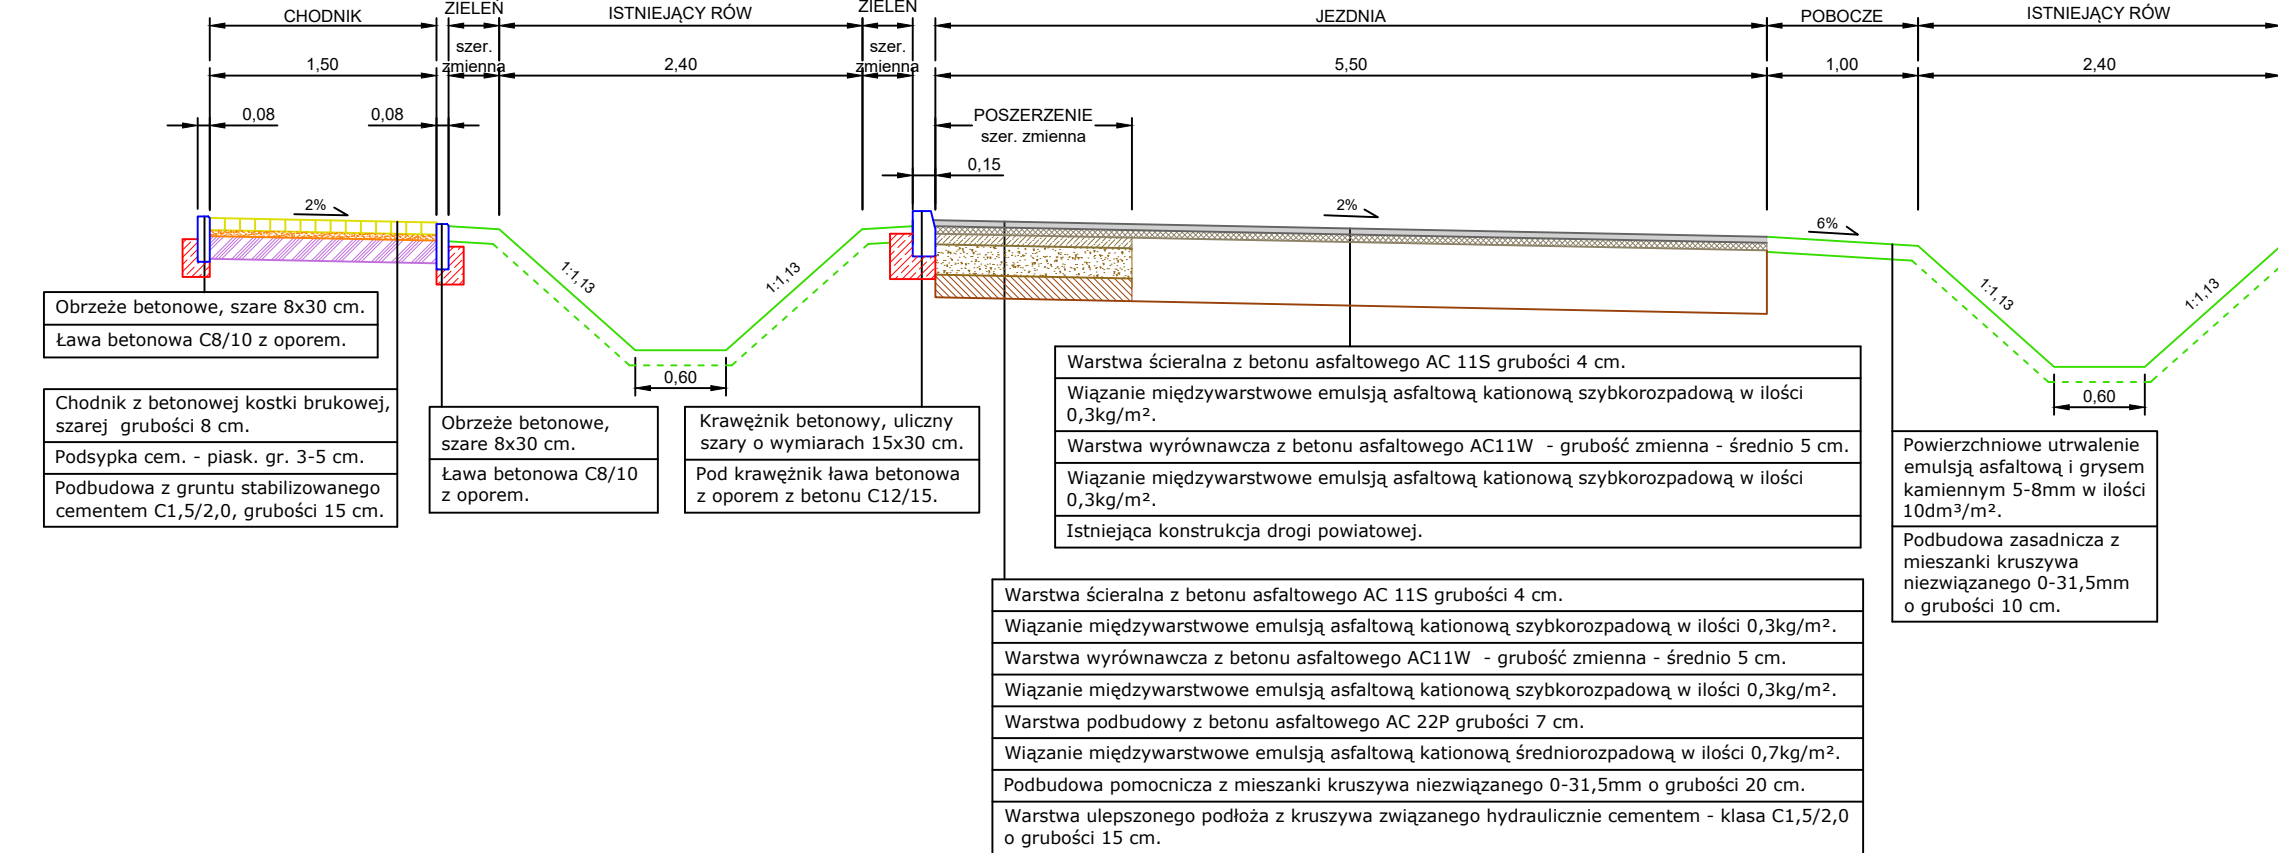 CHODNIK
ZIELEŃ
ISTNIEJĄCY RÓW
ZIELEŃ
JEZDNIA
POBOCZE
ISTNIEJĄCY RÓW
szer.
zmienna
szer.
zmienna
1,50
2,40
5,50
1,00
2,40
0,08
0,08
POSZERZENIE
szer. zmienna
0,15
2%
2%
6%
1:1,13
1:1,13
1:1,13
1:1,13
0,60
0,60
Obrzeże betonowe, szare 8x30 cm.
Ława betonowa C8/10 z oporem.
Chodnik z betonowej kostki brukowej,
szarej  grubości 8 cm.
Podsypka cem. - piask. gr. 3-5 cm.
Podbudowa z gruntu stabilizowanego
cementem C1,5/2,0, grubości 15 cm.
Obrzeże betonowe,
szare 8x30 cm.
Ława betonowa C8/10
z oporem.
Krawężnik betonowy, uliczny
szary o wymiarach 15x30 cm.
Pod krawężnik ława betonowa
z oporem z betonu C12/15.
Warstwa ścieralna z betonu asfaltowego AC 11S grubości 4 cm.
Wiązanie międzywarstwowe emulsją asfaltową kationową szybkorozpadową w ilości
0,3kg/m².
Warstwa wyrównawcza z betonu asfaltowego AC11W  - grubość zmienna - średnio 5 cm.
Wiązanie międzywarstwowe emulsją asfaltową kationową szybkorozpadową w ilości
0,3kg/m².
Istniejąca konstrukcja drogi powiatowej.
Powierzchniowe utrwalenie
emulsją asfaltową i grysem
kamiennym 5-8mm w ilości
10dm³/m².
Podbudowa zasadnicza z
mieszanki kruszywa
niezwiązanego 0-31,5mm
o grubości 10 cm.
Warstwa ścieralna z betonu asfaltowego AC 11S grubości 4 cm.
Wiązanie międzywarstwowe emulsją asfaltową kationową szybkorozpadową w ilości 0,3kg/m².
Warstwa wyrównawcza z betonu asfaltowego AC11W  - grubość zmienna - średnio 5 cm.
Wiązanie międzywarstwowe emulsją asfaltową kationową szybkorozpadową w ilości 0,3kg/m².
Warstwa podbudowy z betonu asfaltowego AC 22P grubości 7 cm.
Wiązanie międzywarstwowe emulsją asfaltową kationową średniorozpadową w ilości 0,7kg/m².
Podbudowa pomocnicza z mieszanki kruszywa niezwiązanego 0-31,5mm o grubości 20 cm.
Warstwa ulepszonego podłoża z kruszywa związanego hydraulicznie cementem - klasa C1,5/2,0
o grubości 15 cm.